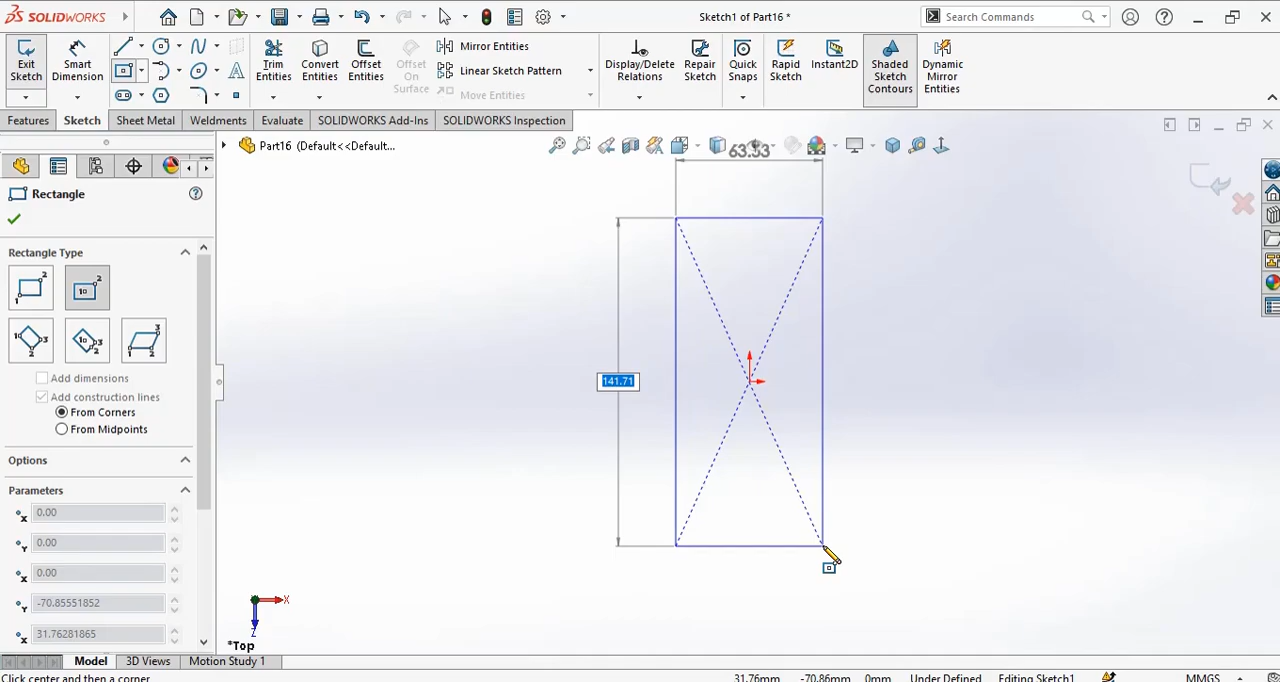 SOLIDWORKS
Sketch1 of Part16 *
Search Commands
Exit Sketch
Smart Dimension
Trim Entities
Convert Entities
Offset Entities
Offset On Surface
Mirror Entities
Linear Sketch Pattern
Move Entities
Display/Delete Relations
Repair Sketch
Quick Snaps
Rapid Sketch
Instant2D
Shaded Sketch Contours
Dynamic Mirror Entities
Features Sketch Sheet Metal Weldments Evaluate SOLIDWORKS Add-Ins SOLIDWORKS Inspection
Part16 (Default<<Default...
Rectangle
Rectangle Type
Add dimensions
Add construction lines
From Corners
From Midpoints
Options
Parameters
0.00
0.00
0.00
-70.85551852
31.76281865
63.53
141.71
X
Z
*Top
Model 3D Views Motion Study 1
Click center and then a corner
31.76mm -70.86mm 0mm Under Defined Editing Sketch1 MMGS